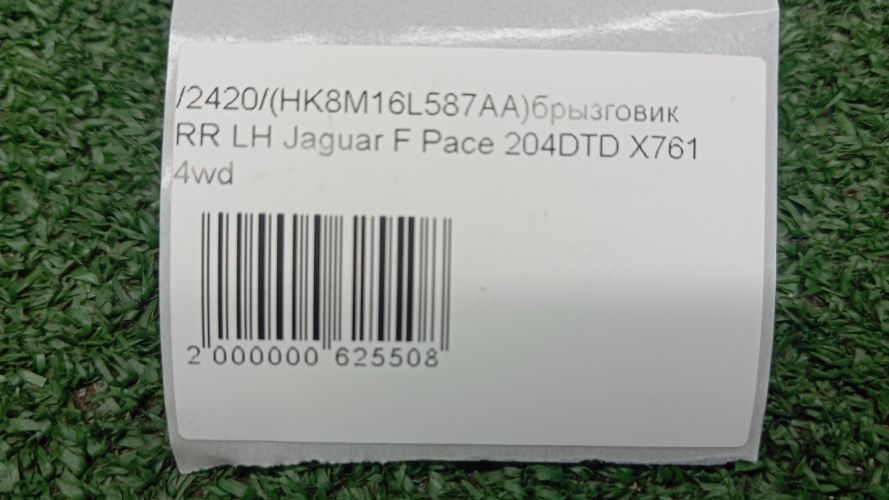 /2420/(HK8M16L587AA)брызговик
RR LH Jaguar F Pace 204DTD X761
4wd
2 000000 625508